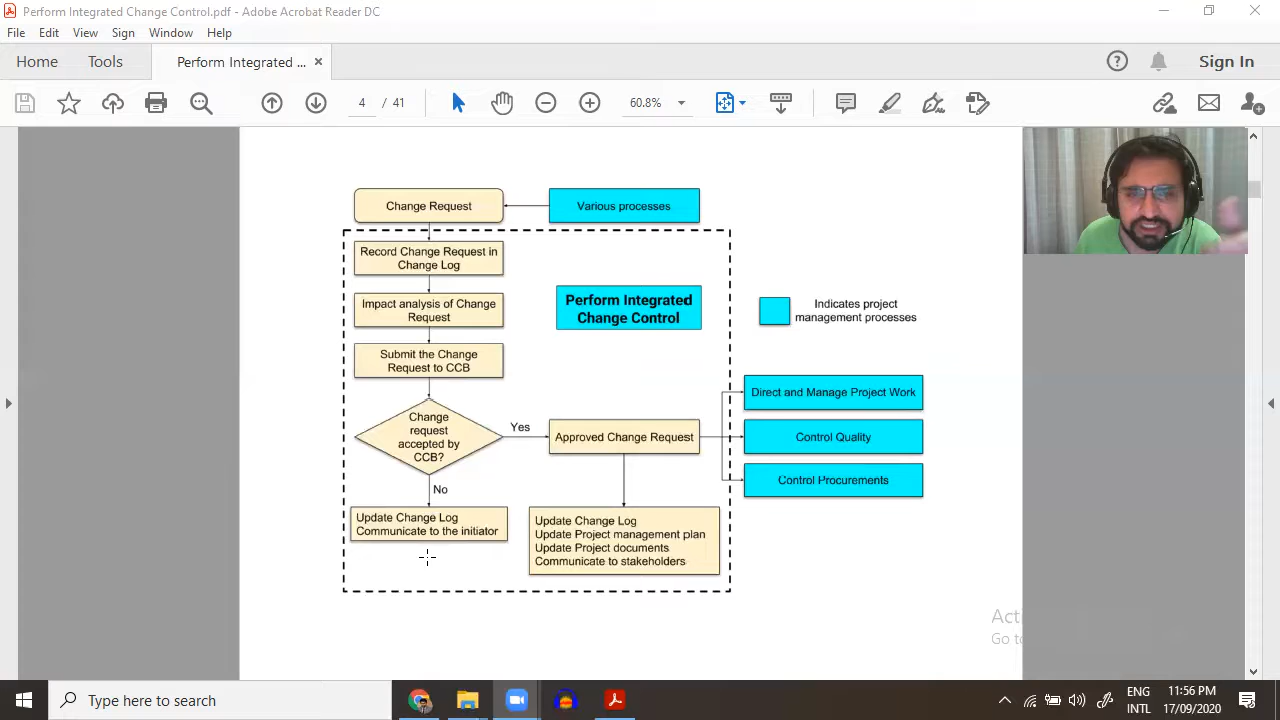 Perform Integrated Change Control.pdf - Adobe Acrobat Reader DC
File Edit View Sign Window Help
Home Tools Perform Integrated ... ×
? Sign In
4 / 41 60.8%
Change Request
Various processes
Record Change Request in
Change Log
Impact analysis of Change
Request
Perform Integrated
Change Control
Indicates project
management processes
Submit the Change
Request to CCB
Change
request
accepted by
CCB?
Yes
Approved Change Request
Direct and Manage Project Work
Control Quality
Control Procurements
No
Update Change Log
Communicate to the initiator
Update Change Log
Update Project management plan
Update Project documents
Communicate to stakeholders
Go to
Type here to search
ENG
INTL
11:56 PM
17/09/2020